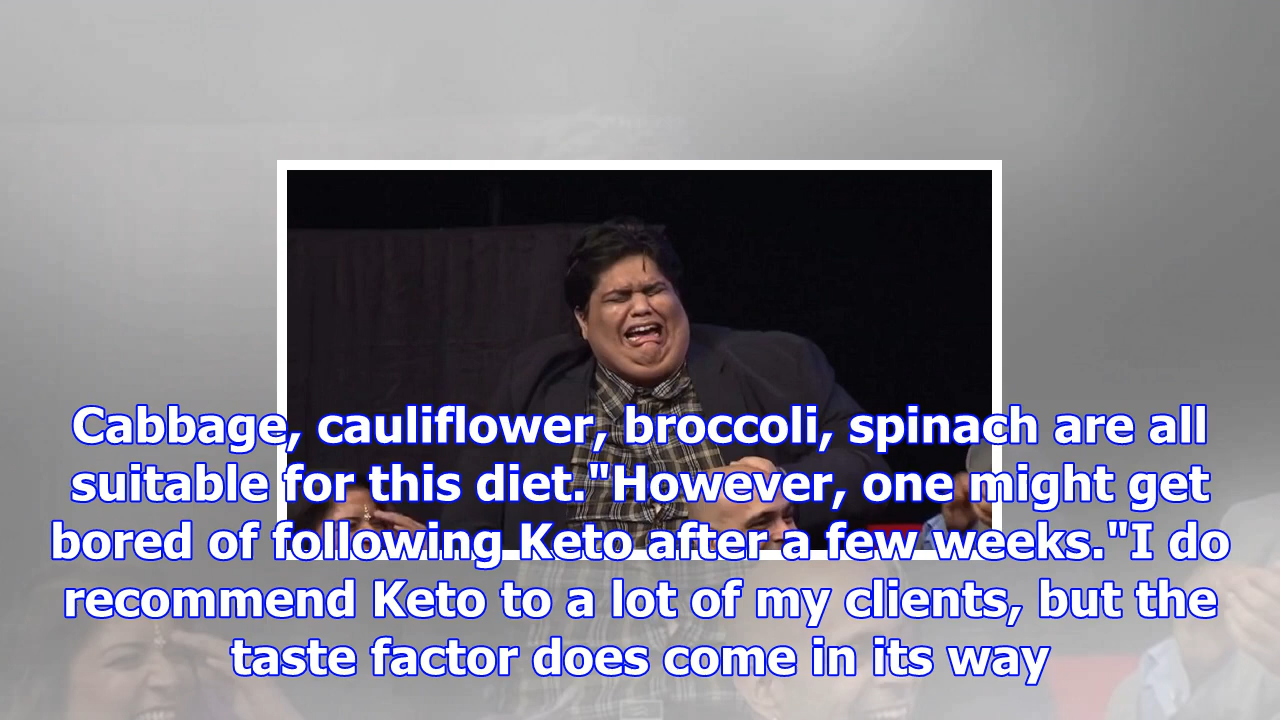 Cabbage, cauliflower, broccoli, spinach are all
suitable for this diet."However, one might get
bored of following Keto after a few weeks."I do
recommend Keto to a lot of my clients, but the
taste factor does come in its way